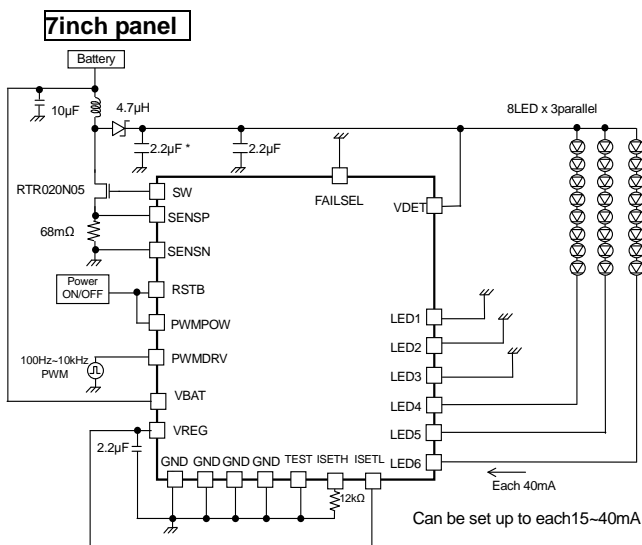 7inch panel
Battery
10μF
4.7μH
8LED x 3parallel
2.2μF *
2.2μF
RTR020N05
SW
FAILSEL
SENSP
VDET
68mΩ
SENSN
Power
ON/OFF
RSTB
PWMPOW
LED1
LED2
100Hz~10kHz
PWM
PWMDRV
LED3
VBAT
LED4
VREG
LED5
2.2μF
GND GND GND GND TEST ISETH ISETL
LED6
12kΩ
Each 40mA
Can be set up to each15~40mA